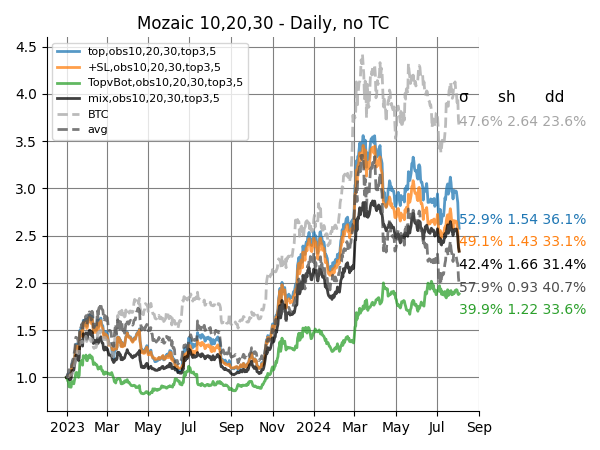 Mozaic 10,20,30 - Daily, no TC
top,obs10,20,30,top3,5
+SL,obs10,20,30,top3,5
TopvBot,obs10,20,30,top3,5
mix,obs10,20,30,top3,5
BTC
avg
4.5
4.0
3.5
3.0
2.5
2.0
1.5
1.0
σ sh dd
47.6% 2.64 23.6%
52.9% 1.54 36.1%
49.1% 1.43 33.1%
42.4% 1.66 31.4%
57.9% 0.93 40.7%
39.9% 1.22 33.6%
2023 Mar May Jul Sep Nov 2024 Mar May Jul Sep